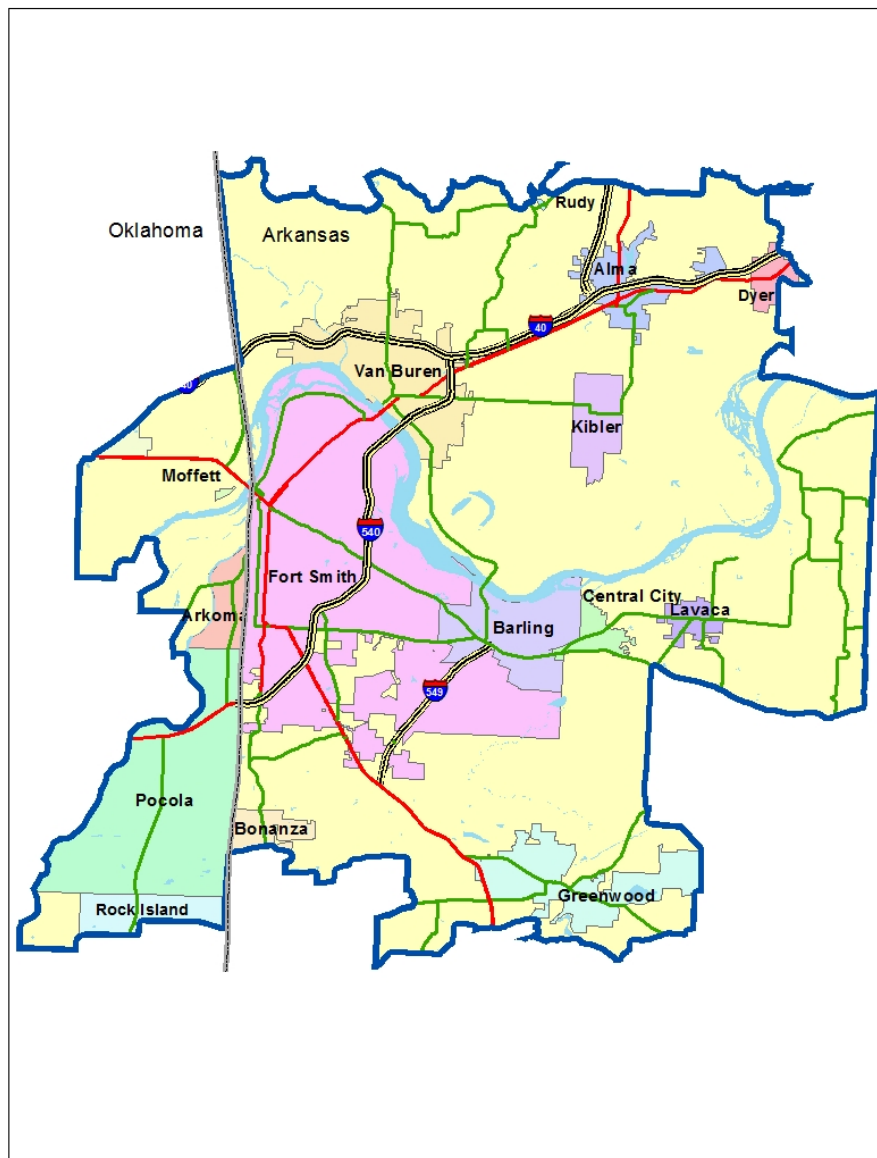 Rudy
Oklahoma
Arkansas
Alma
Dyer
40
Van Buren
40
Kibler
Moffett
540
Fort Smith
Central City
Arkoma
Lavaca
Barling
549
Pocola
Bonanza
Greenwood
Rock Island